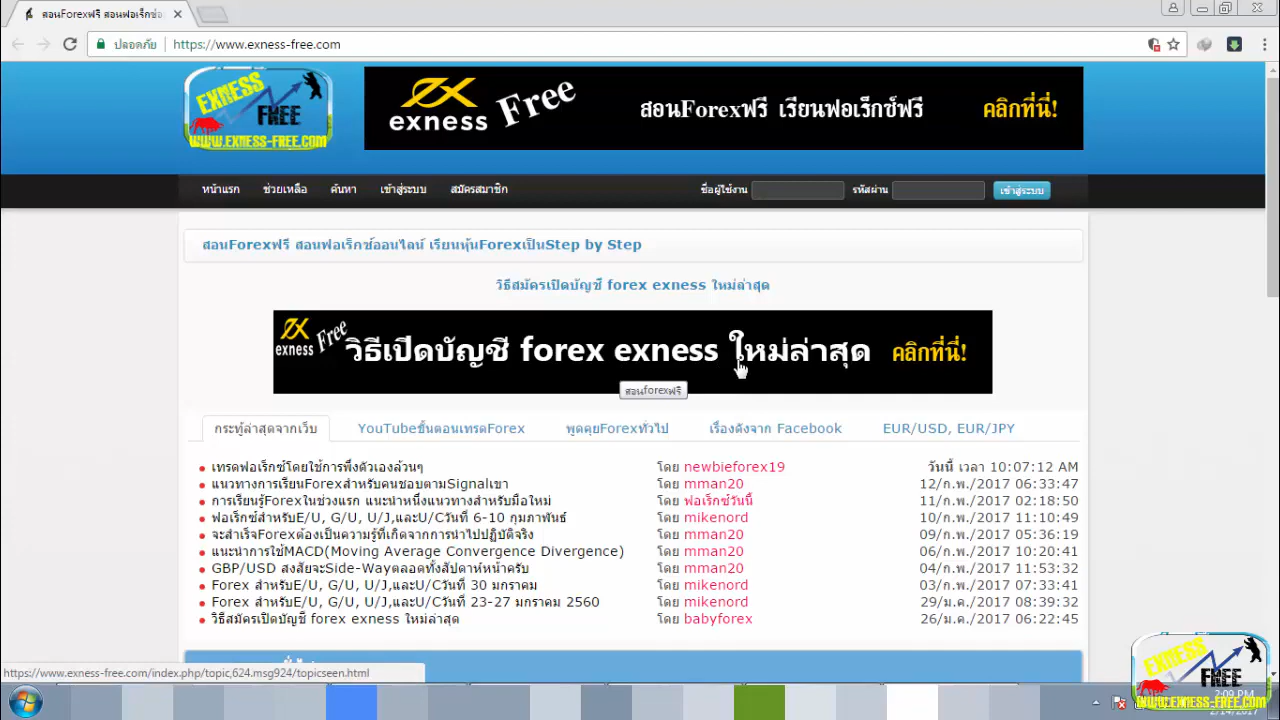 สอนForexฟรี สอนฟอเร็กซ์อ
ปลอดภัย https://www.exness-free.com
EXNESS
FREE
WWW.EXNESS-FREE.COM
exness Free สอนForexฟรี เรียนฟอเร็กซ์ฟรี คลิกที่นี่!
หน้าแรก ช่วยเหลือ ค้นหา เข้าสู่ระบบ สมัครสมาชิก ชื่อผู้ใช้งาน รหัสผ่าน เข้าสู่ระบบ
สอนForexฟรี สอนฟอเร็กซ์ออนไลน์ เรียนหุ้นForexเป็นStep by Step
วิธีสมัครเปิดบัญชี forex exness ใหม่ล่าสุด
exness Free วิธีเปิดบัญชี forex exness ใหม่ล่าสุด คลิกที่นี่!
สอนforexฟรี
กระทู้ล่าสุดจากเว็บ YouTubeขั้นตอนเทรดForex พูดคุยForexทั่วไป เรื่องดังจาก Facebook EUR/USD, EUR/JPY
เทรดฟอเร็กซ์โดยใช้การพึ่งตัวเองล้วนๆ โดย newbieforex19 วันนี้ เวลา 10:07:12 AM
แนวทางการเรียนForexสำหรับคนชอบตามSignalเขา โดย mman20 12/ก.พ./2017 06:33:47
การเรียนรู้Forexในช่วงแรก แนะนำหนึ่งแนวทางสำหรับมือใหม่ โดย ฟอเร็กซ์วันนี้ 11/ก.พ./2017 02:18:50
ฟอเร็กซ์สำหรับE/U, G/U, U/J,และU/Cวันที่ 6-10 กุมภาพันธ์ โดย mikenord 10/ก.พ./2017 11:10:49
จะสำเร็จForexต้องเป็นความรู้ที่เกิดจากการนำไปปฏิบัติจริง โดย mman20 09/ก.พ./2017 05:36:19
แนะนำการใช้MACD(Moving Average Convergence Divergence) โดย mman20 06/ก.พ./2017 10:20:41
GBP/USD สงสัยจะSide-Wayตลอดทั้งสัปดาห์หน้าครับ โดย mman20 04/ก.พ./2017 11:53:32
Forex สำหรับE/U, G/U, U/J,และU/Cวันที่ 30 มกราคม โดย mikenord 03/ก.พ./2017 07:33:41
Forex สำหรับE/U, G/U, U/J,และU/Cวันที่ 23-27 มกราคม 2560 โดย mikenord 29/ม.ค./2017 08:39:32
วิธีสมัครเปิดบัญชี forex exness ใหม่ล่าสุด โดย babyforex 26/ม.ค./2017 06:22:45
https://www.exness-free.com/index.php/topic,624.msg924/topicseen.html
EXNESS
FREE
2:09 PM
WWW.EXNESS-FREE.COM